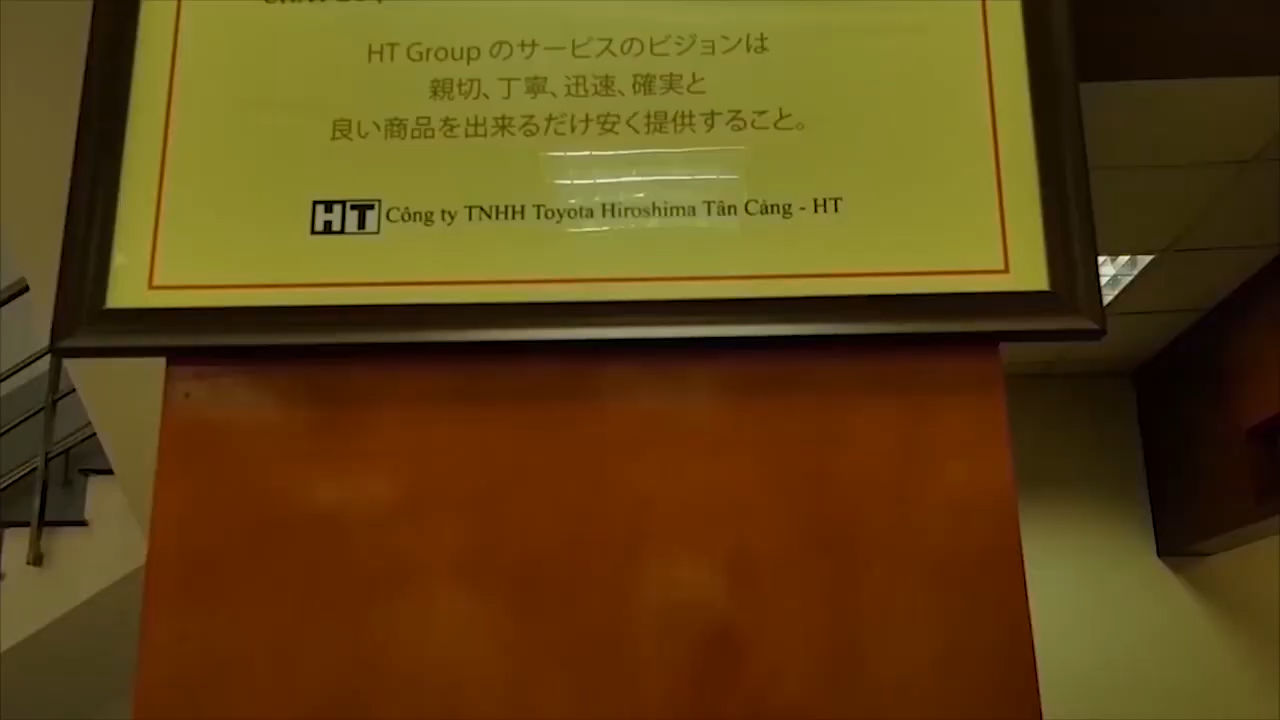 HT Group のサービスのビジョンは
親切、丁寧、迅速、確実と
良い商品を出来るだけ安く提供すること。
HT Công ty TNHH Toyota Hiroshima Tân Cảng - HT